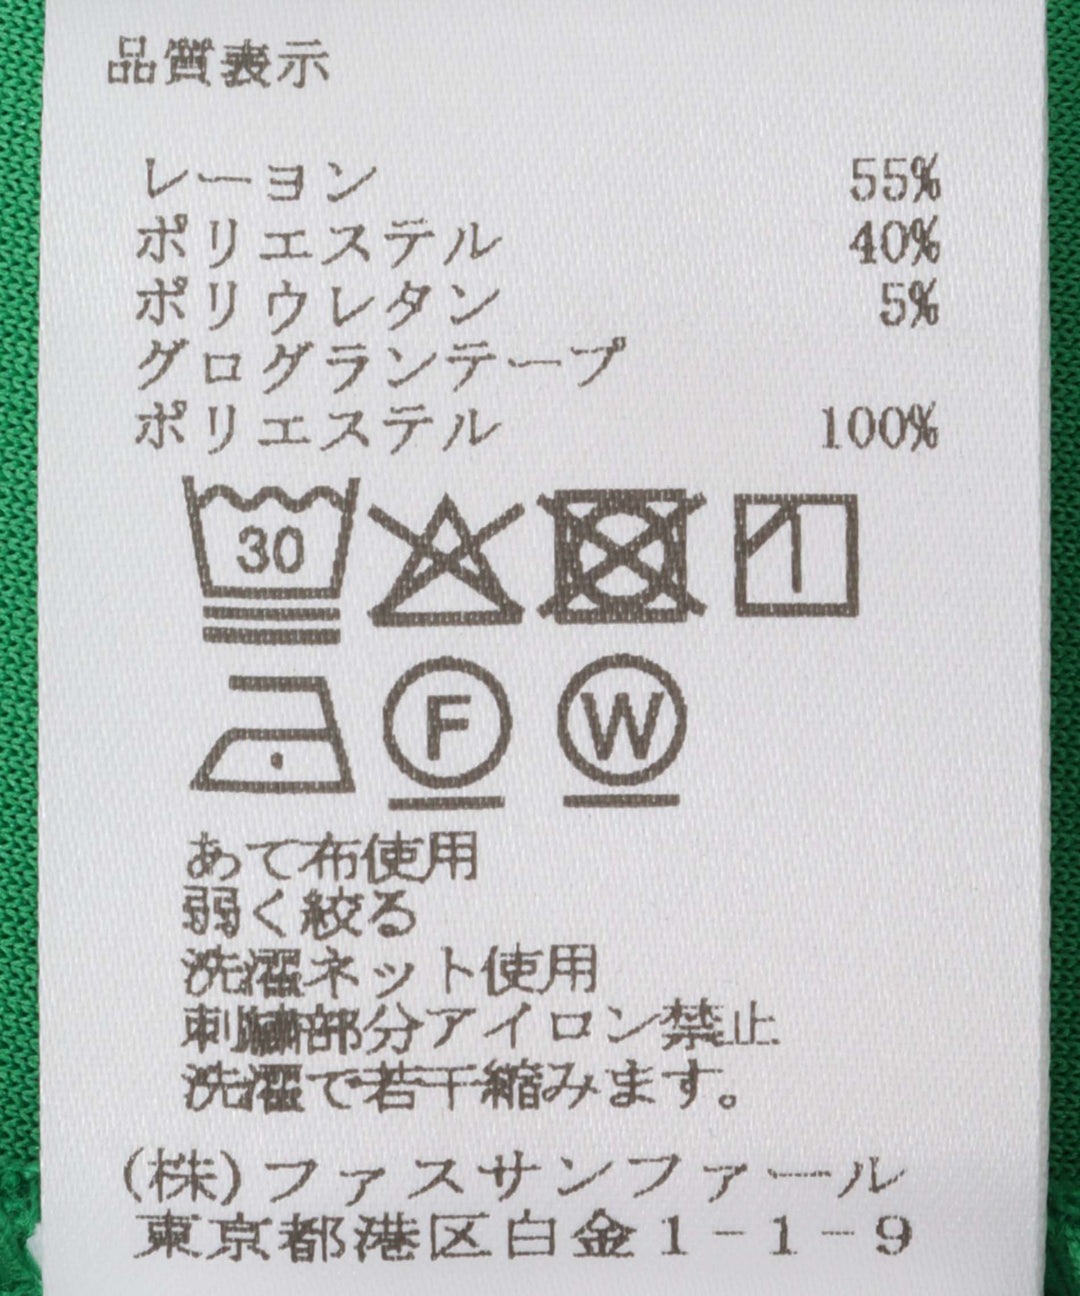 品質表示
レーヨン 55%
ポリエステル 40%
ポリウレタン 5%
グログランテープ
ポリエステル 100%
30
F W
あて布使用
弱く絞る
洗濯ネット使用
刺繍部分アイロン禁止
洗濯で若干縮みます。
(株)ファスサンファール
東京都港区白金1-1-9